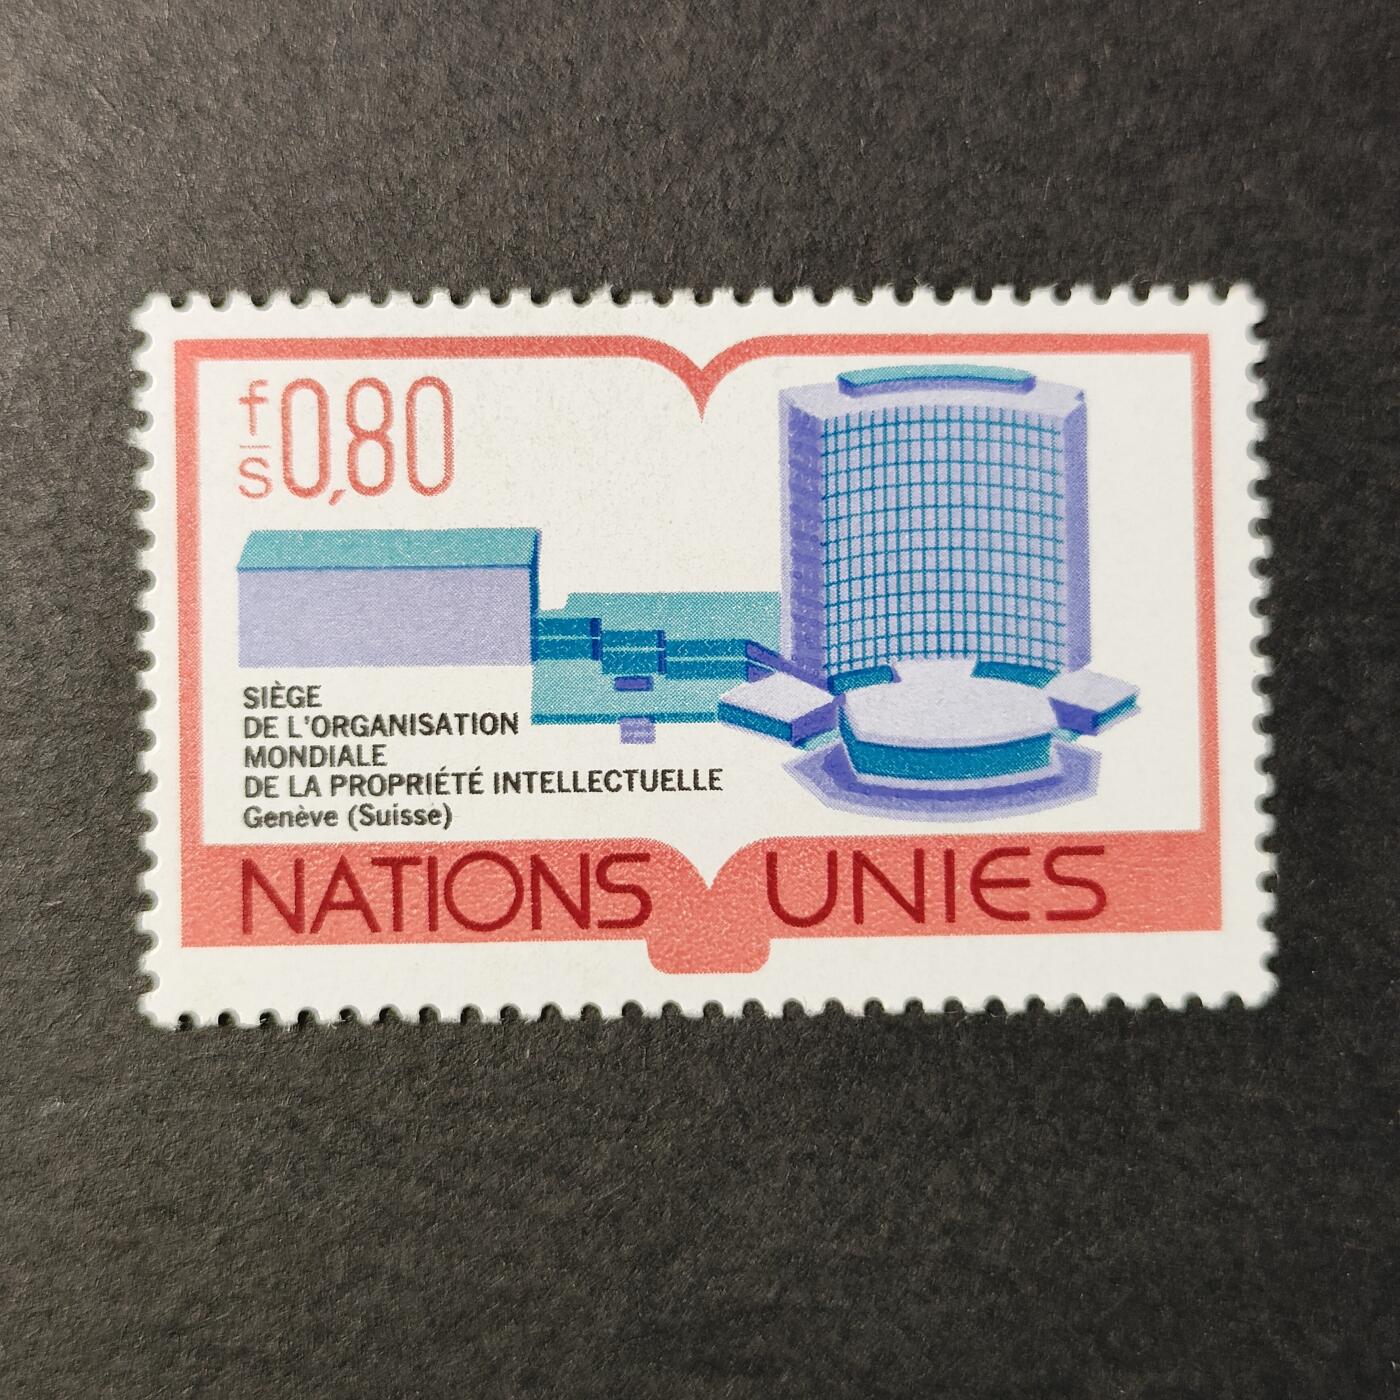 f/s 0,80
SIÈGE
DE L'ORGANISATION
MONDIALE
DE LA PROPRIÉTÉ INTELLECTUELLE
Genève (Suisse)
NATIONS UNIES